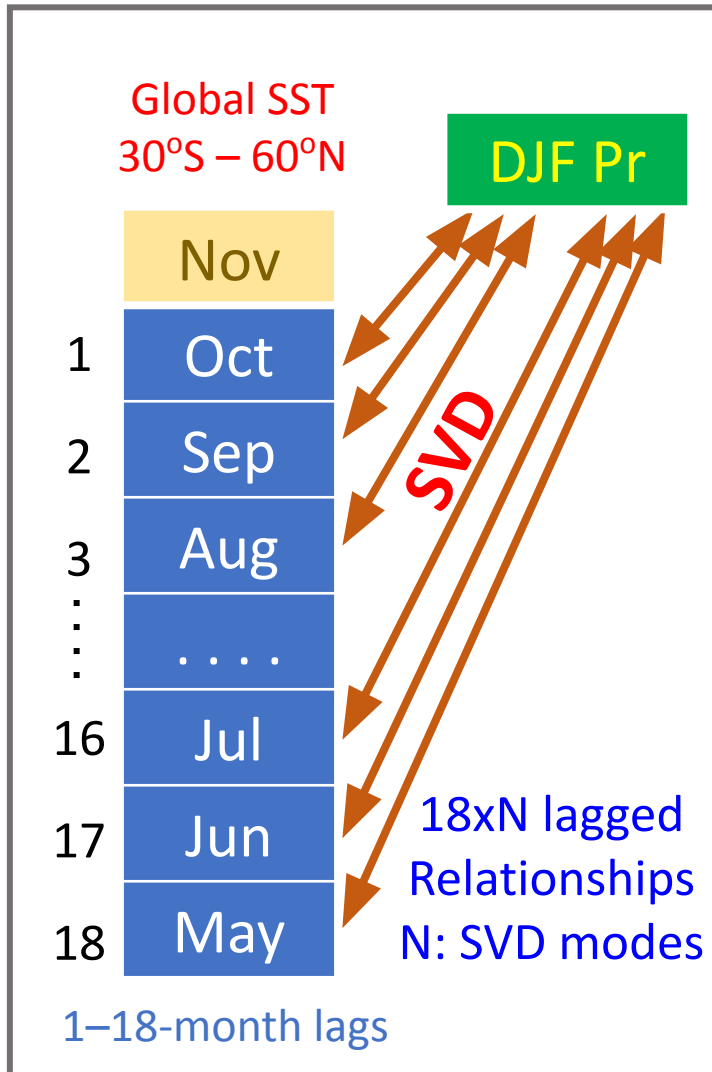 Global SST
30°S – 60°N
DJF Pr
Nov
1 Oct
2 Sep
3 Aug
: : . . . .
16 Jul
17 Jun
18 May
SVD
18xN lagged
Relationships
N: SVD modes
1–18-month lags